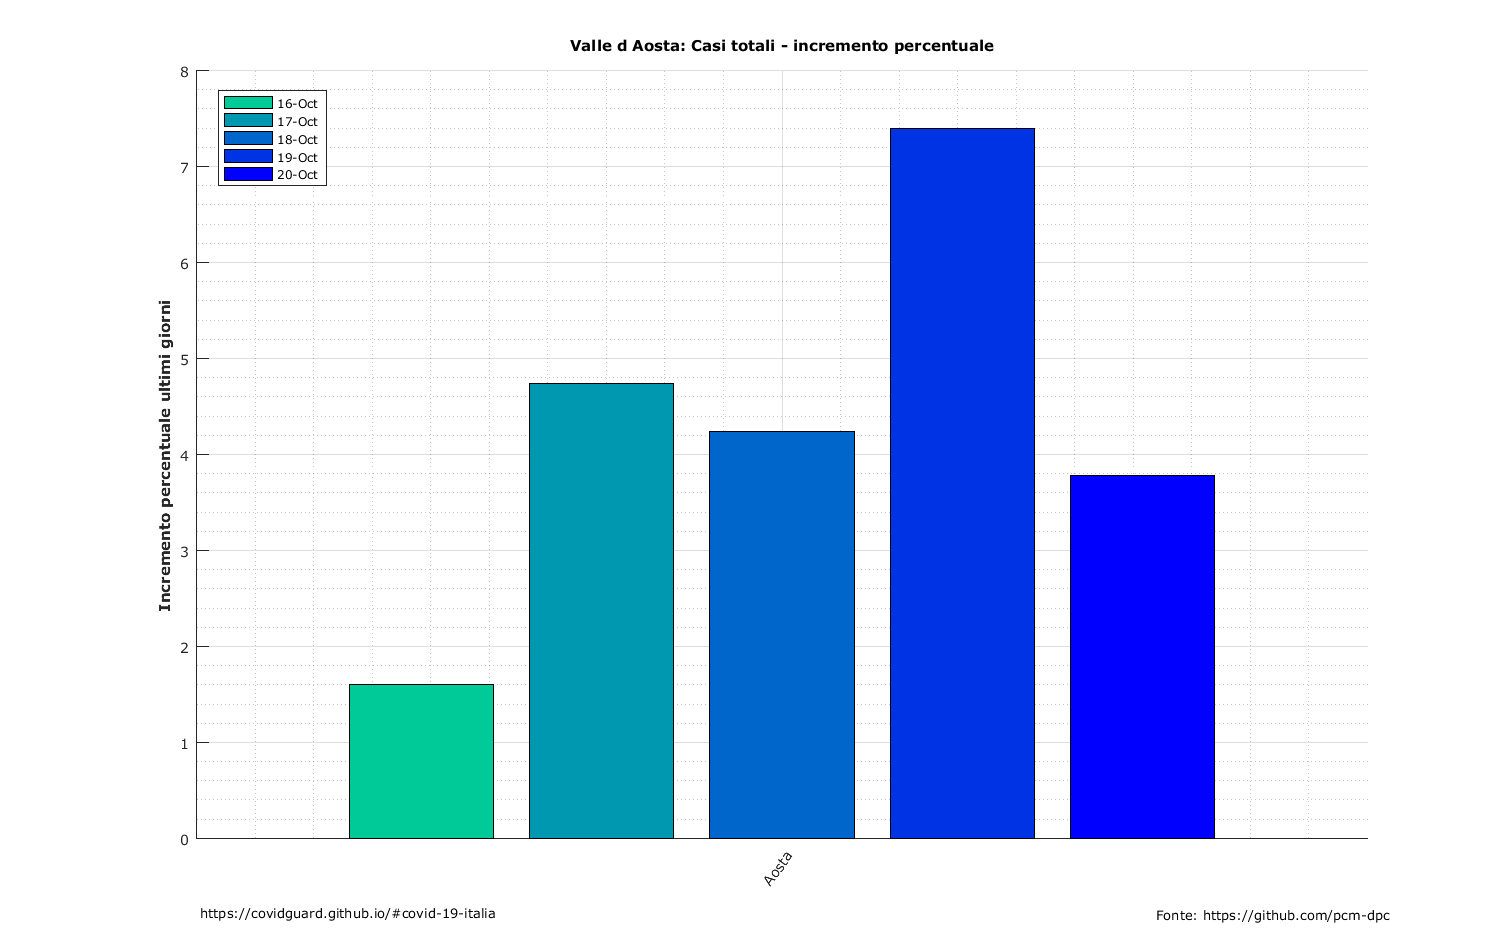 Valle d Aosta: Casi totali - incremento percentuale
8
7
6
5
4
3
2
1
0
16-Oct
17-Oct
18-Oct
19-Oct
20-Oct
Incremento percentuale ultimi giorni
Aosta
https://covidguard.github.io/#covid-19-italia
Fonte: https://github.com/pcm-dpc